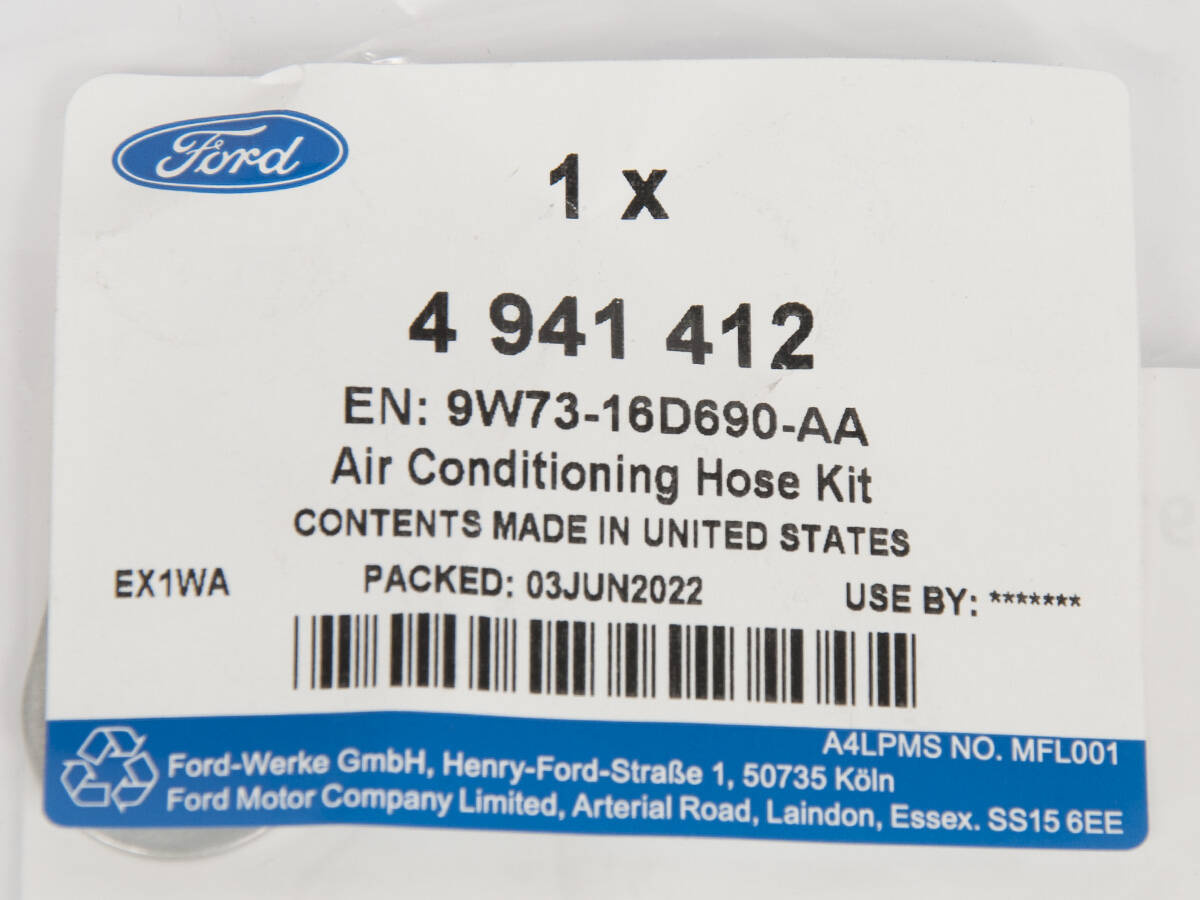 Ford
1 x
4 941 412
EN: 9W73-16D690-AA
Air Conditioning Hose Kit
CONTENTS MADE IN UNITED STATES
EX1WA PACKED: 03JUN2022 USE BY: *******
A4LPMS NO. MFL001
Ford-Werke GmbH, Henry-Ford-Straße 1, 50735 Köln
Ford Motor Company Limited, Arterial Road, Laindon, Essex. SS15 6EE